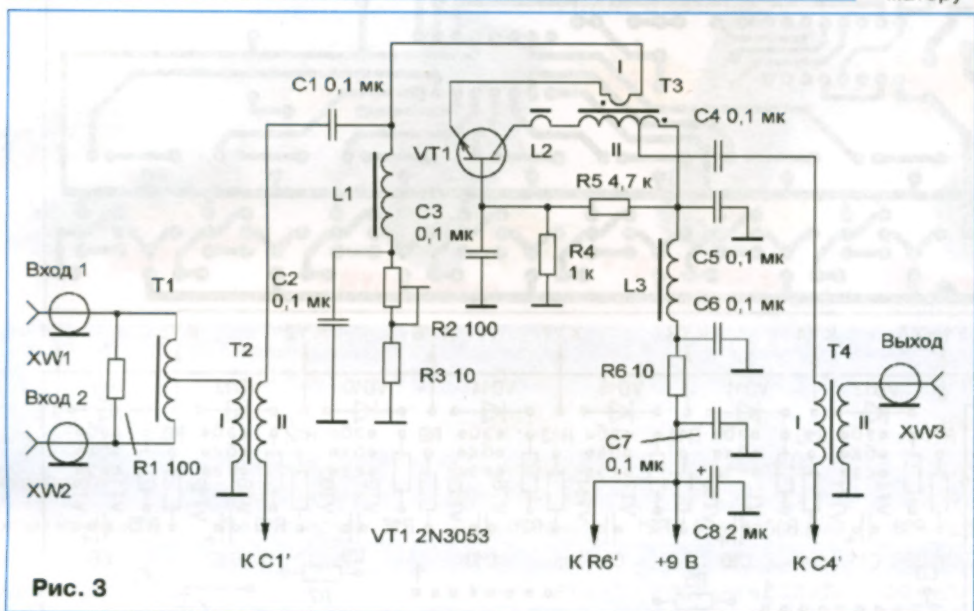 C1 0,1 мк
I
T3
C4 0,1 мк
VT1
L2
II
R5 4,7 к
L1
C3
0,1 мк
R4
1 к
C5 0,1 мк
Вход 1
T1
C2
0,1 мк
L3
C6 0,1 мк
XW1
T2
R2 100
T4
Выход
Вход 2
I
II
R3 10
R6 10
I
II
XW3
C7
0,1 мк
+
R1 100
XW2
C8 2 мк
VT1 2N3053
К C1'
К R6'
+9 В
К C4'
Рис. 3